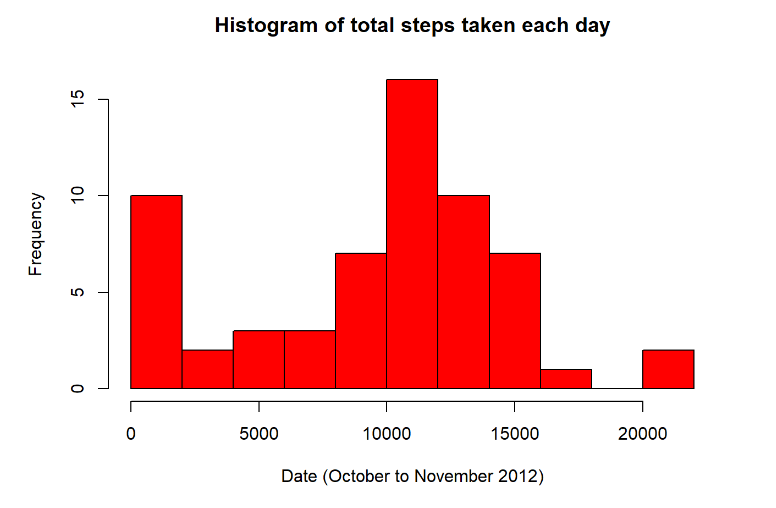 Histogram of total steps taken each day
15
10
5
0
Frequency
0 5000 10000 15000 20000
Date (October to November 2012)